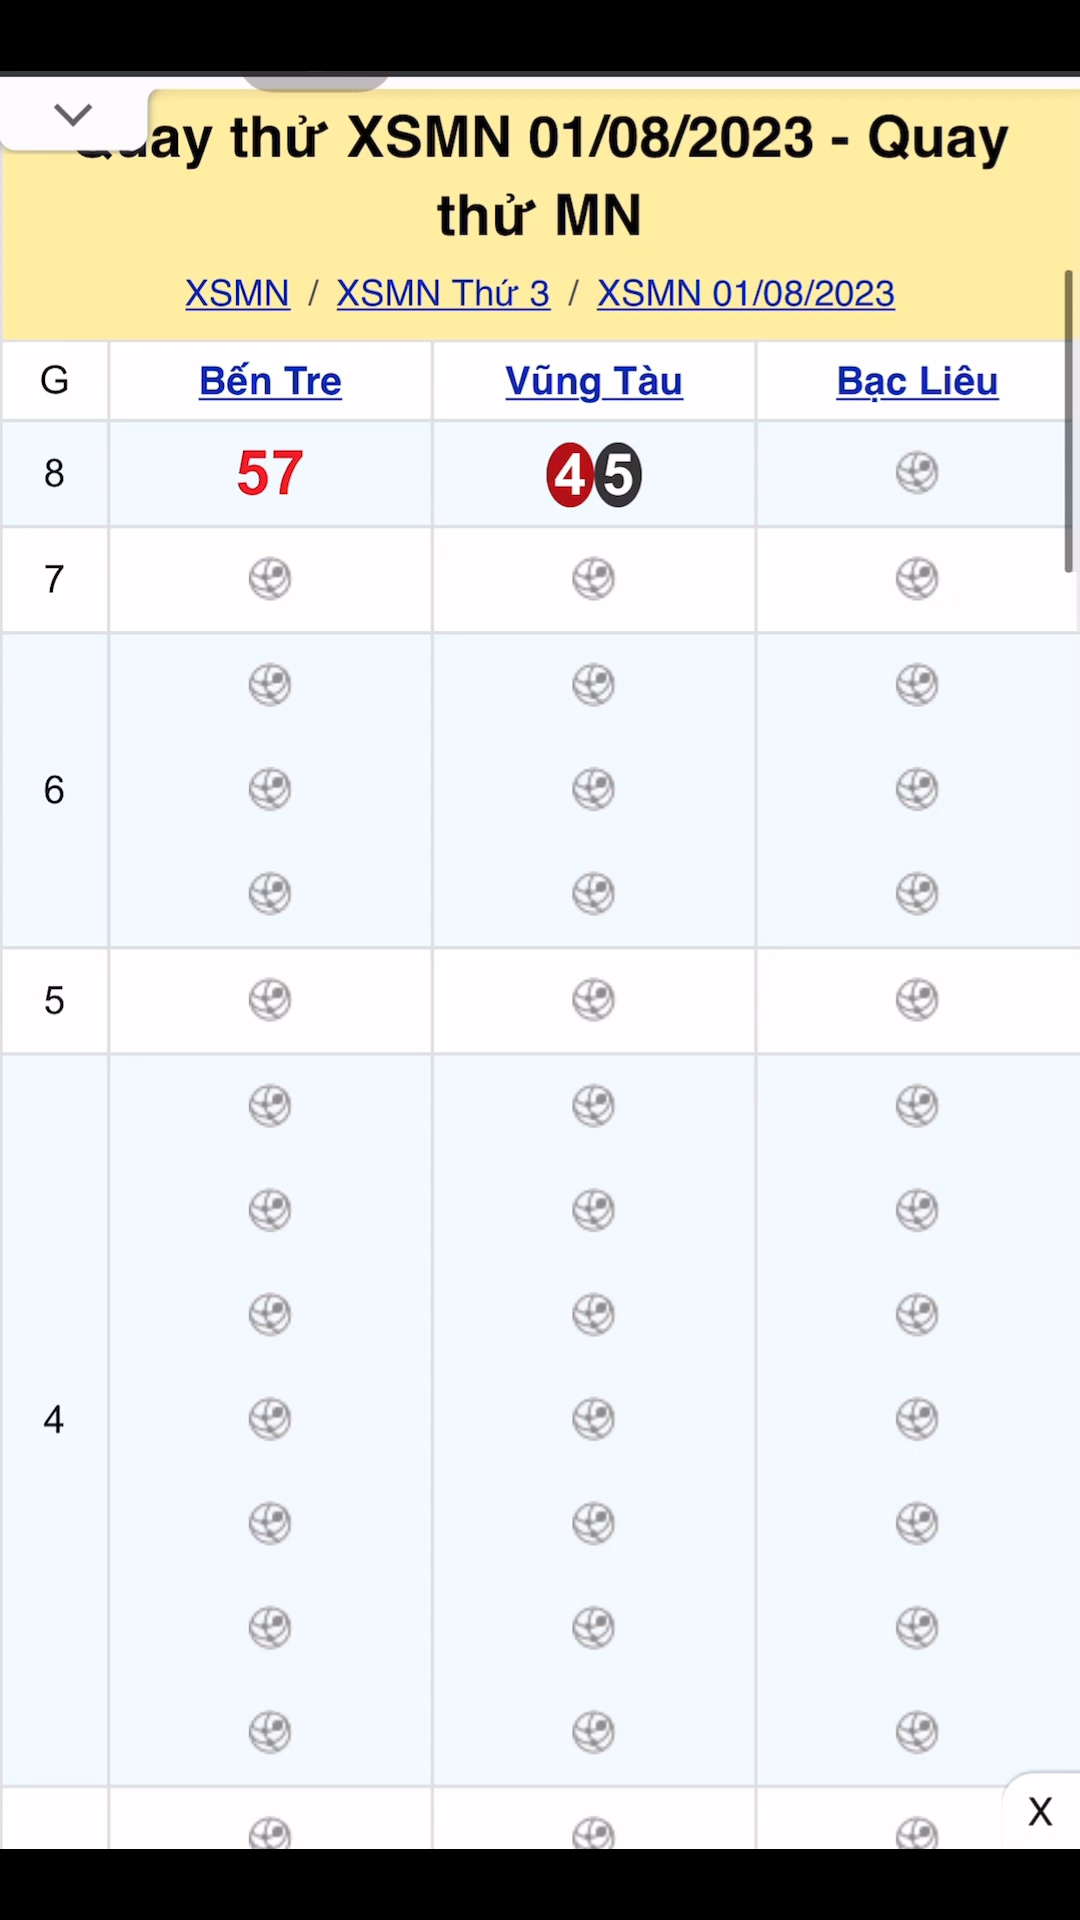 Quay thử XSMN 01/08/2023 - Quay
thử MN
XSMN / XSMN Thứ 3 / XSMN 01/08/2023
G Bến Tre Vũng Tàu Bạc Liêu
8 57 45
7
6
5
4
X